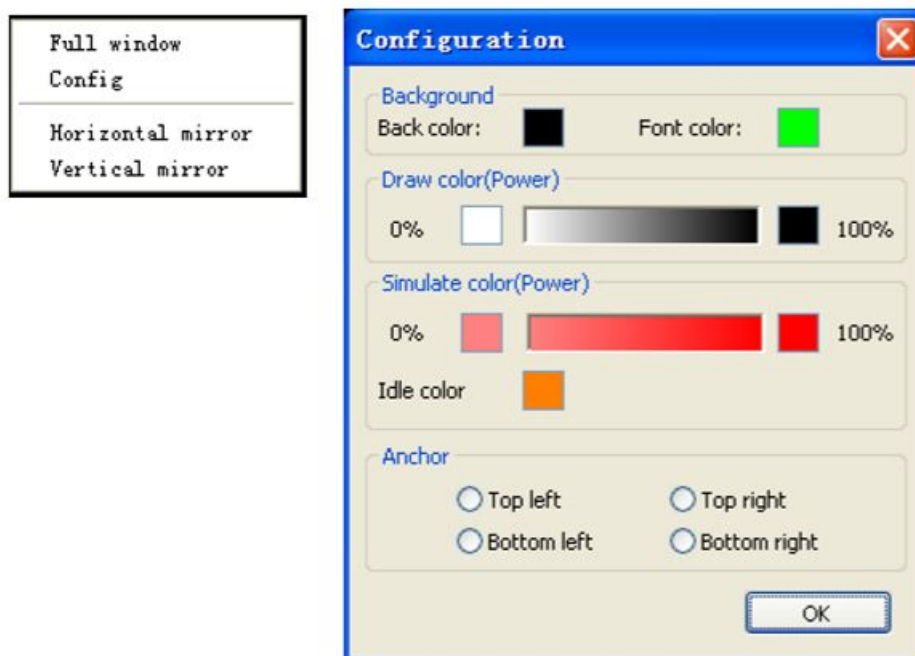 Full window
Config
Horizontal mirror
Vertical mirror
Configuration
Background
Back color: Font color:
Draw color(Power)
0% 100%
Simulate color(Power)
0% 100%
Idle color
Anchor
Top left Top right
Bottom left Bottom right
OK